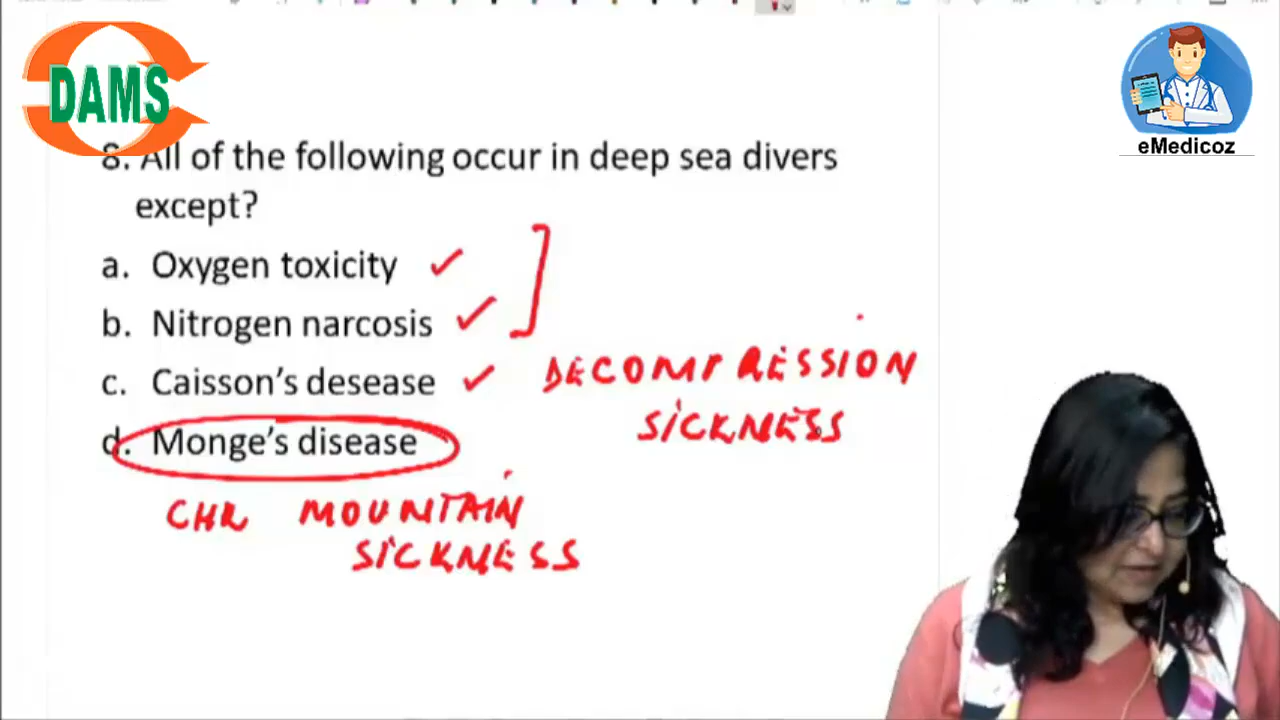 DAMS
eMedicoz
8. All of the following occur in deep sea divers
except?
a. Oxygen toxicity
b. Nitrogen narcosis
c. Caisson's desease
DECOMPRESSION
SICKNESS
d. Monge's disease
CHR MOUNTAIN
SICKNESS